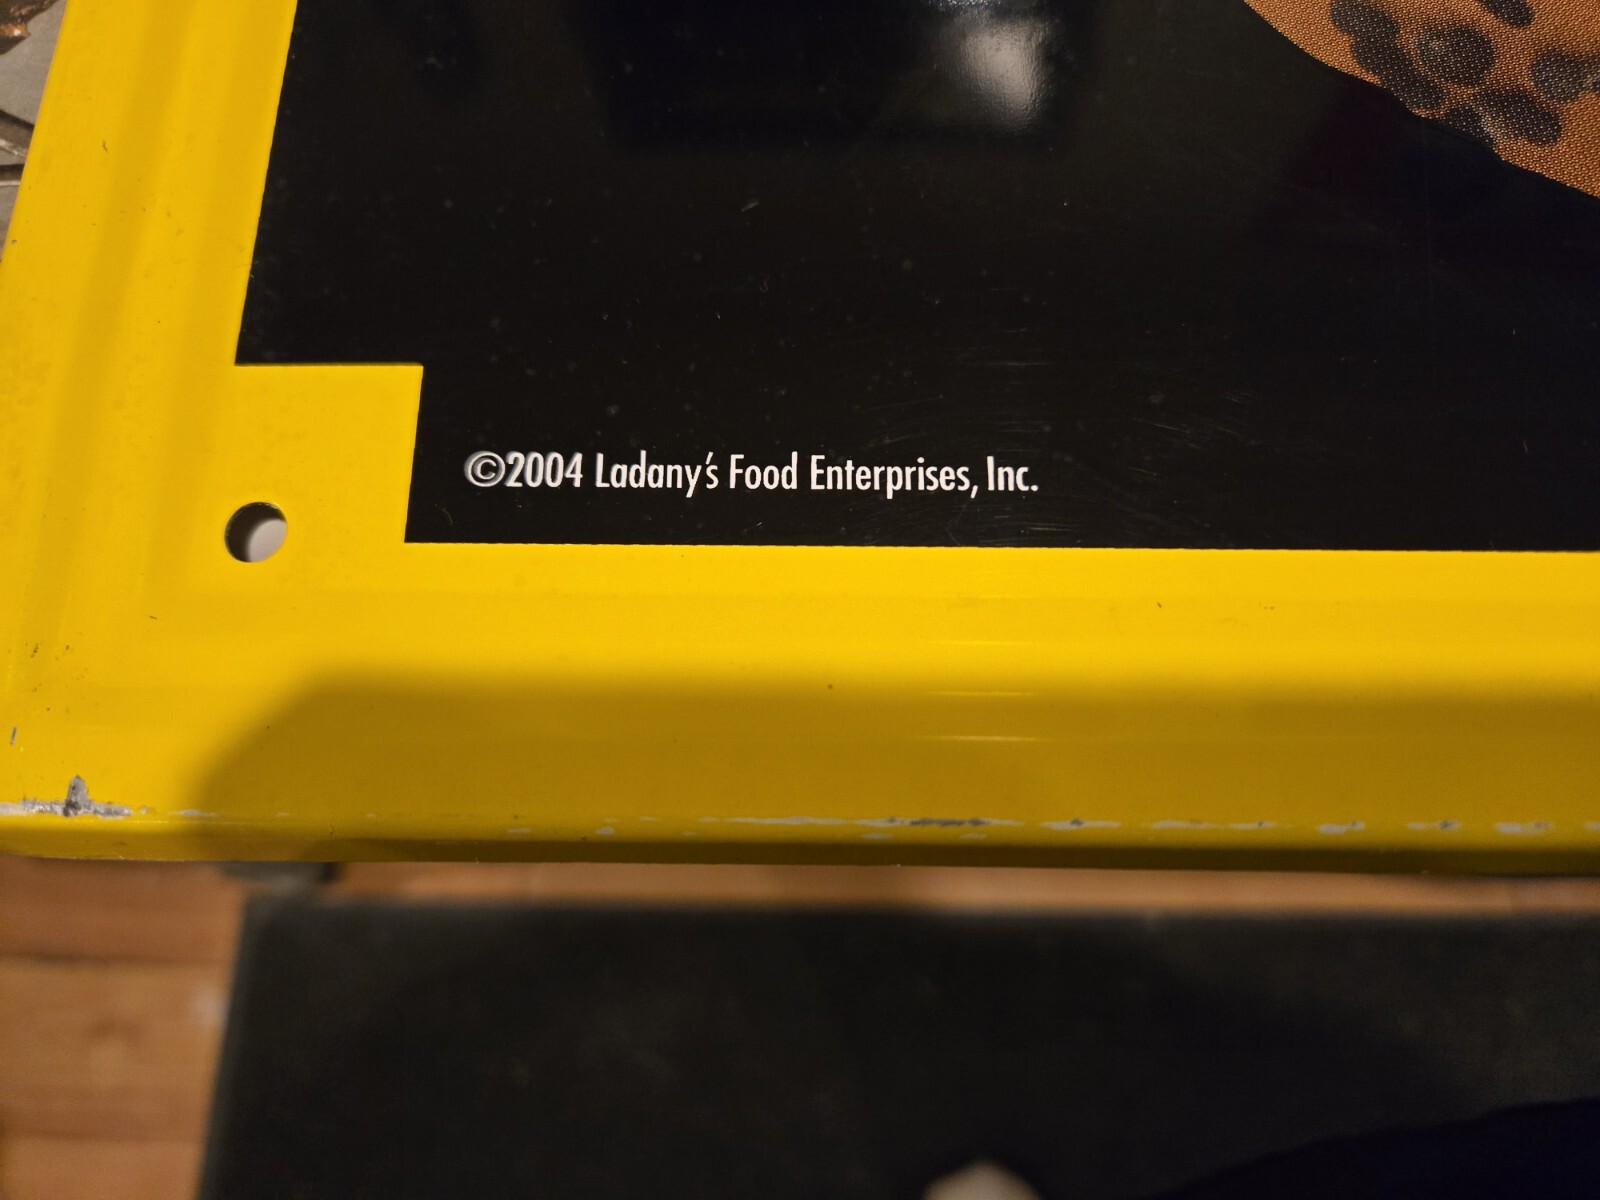 ©2004 Ladany's Food Enterprises, Inc.